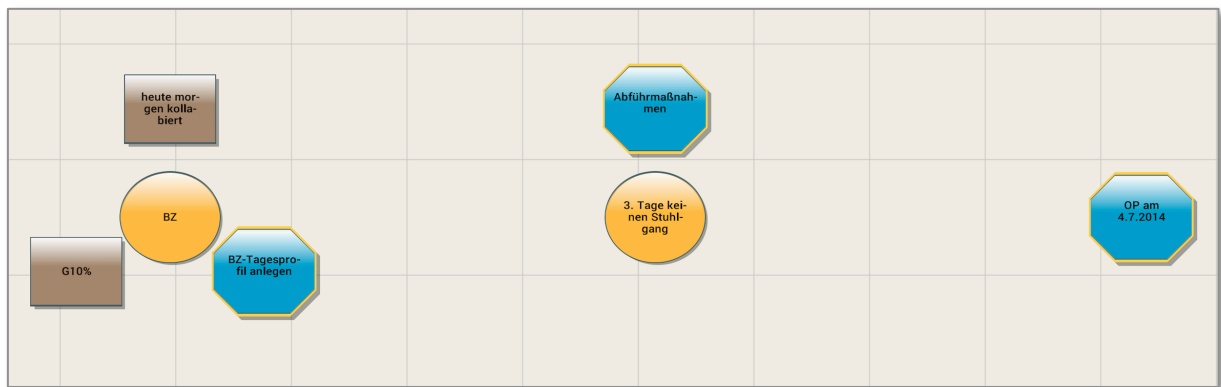 heute mor-
gen kolla-
biert
BZ
G10%
BZ-Tagespro-
fil anlegen
Abführmaßnah-
men
3. Tage kei-
nen Stuhl-
gang
OP am
4.7.2014